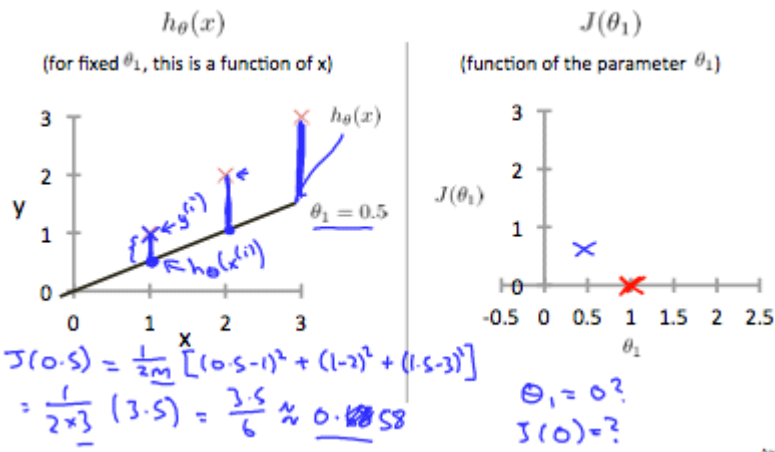 h_θ(x)
(for fixed θ₁, this is a function of x)
3
2
1
0
y
0 1 2 3
x
h_θ(x)
θ₁ = 0.5
y⁽ⁱ⁾
h_θ(x⁽ⁱ⁾)
J(0.5) = 1/2m [(0.5-1)² + (1-2)² + (1.5-3)²]
= 1/2×3 (3.5) = 3.5/6 ≈ 0.58
J(θ₁)
(function of the parameter θ₁)
3
2
1
0
J(θ₁)
-0.5 0 0.5 1 1.5 2 2.5
θ₁
θ₁ = 0?
J(0) = ?